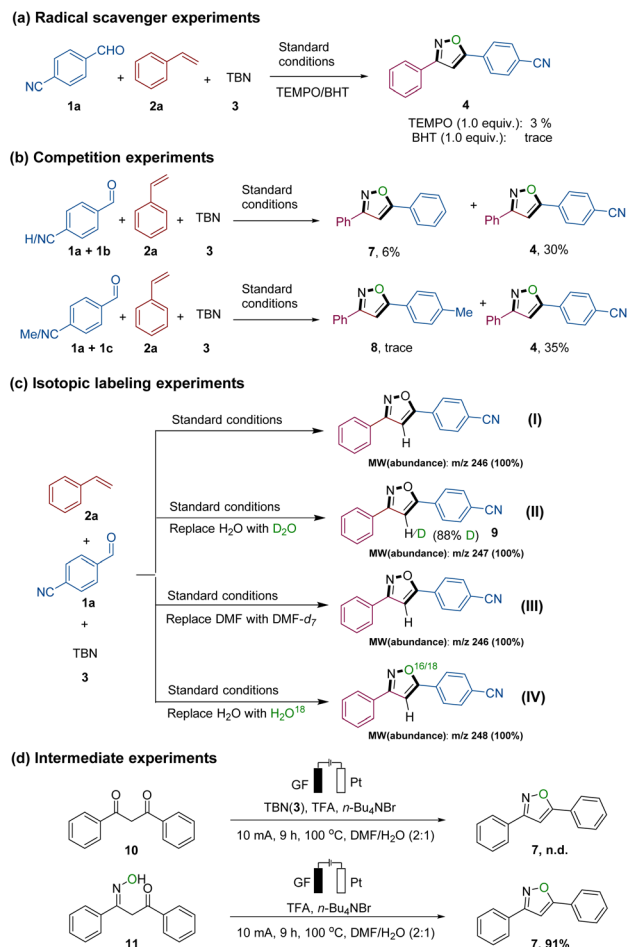 (a) Radical scavenger experiments
CHO
NC
1a
+
2a
+
TBN
3
Standard
conditions
TEMPO/BHT
N O
CN
4
TEMPO (1.0 equiv.): 3 %
BHT (1.0 equiv.): trace
(b) Competition experiments
O
H/NC
1a + 1b
+
2a
+
TBN
3
Standard
conditions
N O
Ph
7, 6%
+
N O
Ph
CN
4, 30%
O
Me/NC
1a + 1c
+
2a
+
TBN
3
Standard
conditions
N O
Ph
Me
8, trace
+
N O
Ph
CN
4, 35%
(c) Isotopic labeling experiments
2a
+
O
NC
1a
+
TBN
3
Standard conditions
N O
CN
H
(I)
MW(abundance): m/z 246 (100%)
Standard conditions
Replace H2O with D2O
N O
CN
H/D (88% D)
9
(II)
MW(abundance): m/z 247 (100%)
Standard conditions
Replace DMF with DMF-d7
N O
CN
H
(III)
MW(abundance): m/z 246 (100%)
Standard conditions
Replace H2O with H2O18
N O16/18
CN
H
(IV)
MW(abundance): m/z 248 (100%)
(d) Intermediate experiments
O O
10
GF Pt
TBN(3), TFA, n-Bu4NBr
10 mA, 9 h, 100 °C, DMF/H2O (2:1)
N O
7, n.d.
OH
N O
11
GF Pt
TFA, n-Bu4NBr
10 mA, 9 h, 100 °C, DMF/H2O (2:1)
N O
7, 91%